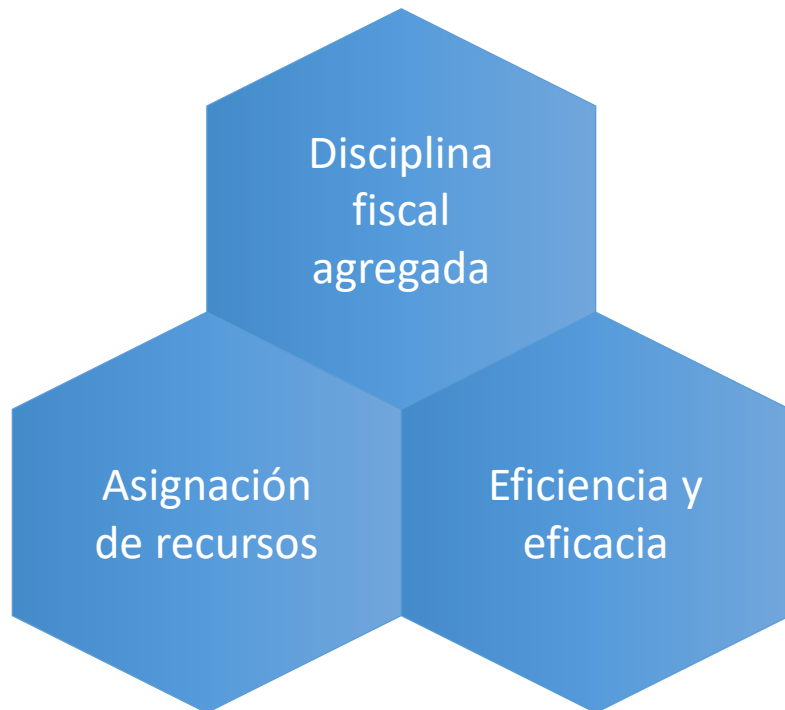 Disciplina
fiscal
agregada
Asignación
de recursos
Eficiencia y
eficacia